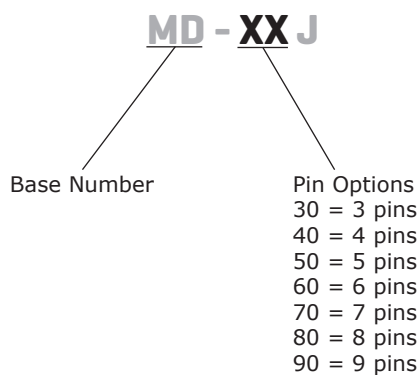 MD - XX J
Base Number
Pin Options
30 = 3 pins
40 = 4 pins
50 = 5 pins
60 = 6 pins
70 = 7 pins
80 = 8 pins
90 = 9 pins